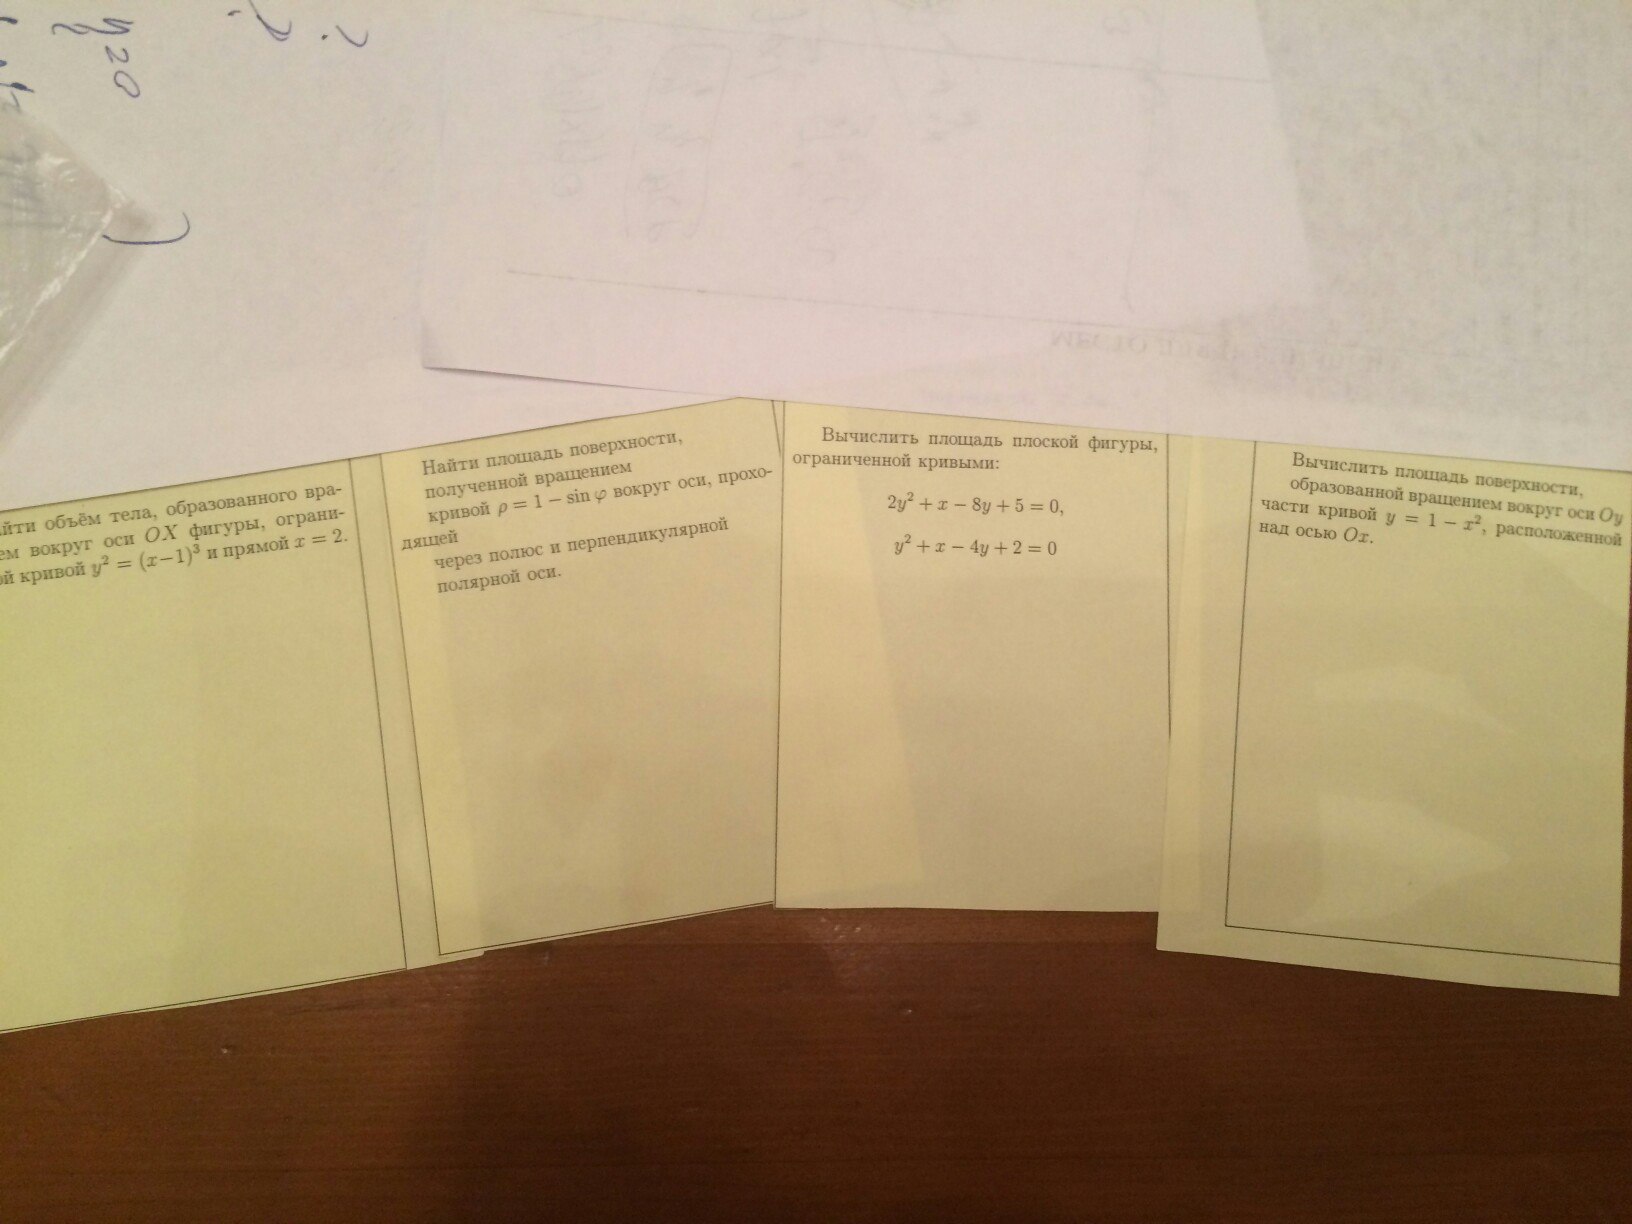 объём тела, образованного вра-
вокруг оси OX фигуры, ограни-
кривой y² = (x−1)³ и прямой x = 2.
Найти площадь поверхности,
полученной вращением
кривой ρ = 1 − sin φ вокруг оси, прохо-
дящей
через полюс и перпендикулярной
полярной оси.
Вычислить площадь плоской фигуры,
ограниченной кривыми:
2y² + x − 8y + 5 = 0,
y² + x − 4y + 2 = 0
Вычислить площадь поверхности,
образованной вращением вокруг оси Oy
части кривой y = 1 − x², расположенной
над осью Ox.